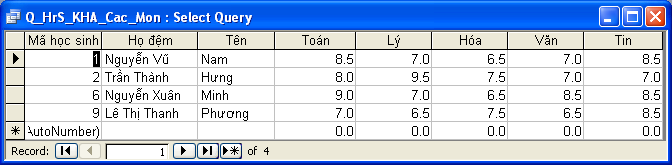 Q_HrS_KHA_Cac_Mon : Select Query
Mã học sinh Họ đệm Tên Toán Lý Hóa Văn Tin
1 Nguyễn Vũ Nam 8.5 7.0 6.5 7.0 8.5
2 Trần Thành Hưng 8.0 9.5 7.5 7.0 7.0
6 Nguyễn Xuân Minh 9.0 7.0 6.5 8.5 8.5
9 Lê Thị Thanh Phương 7.0 6.5 7.5 6.5 8.5
AutoNumber) 0.0 0.0 0.0 0.0 0.0
Record: 1 of 4